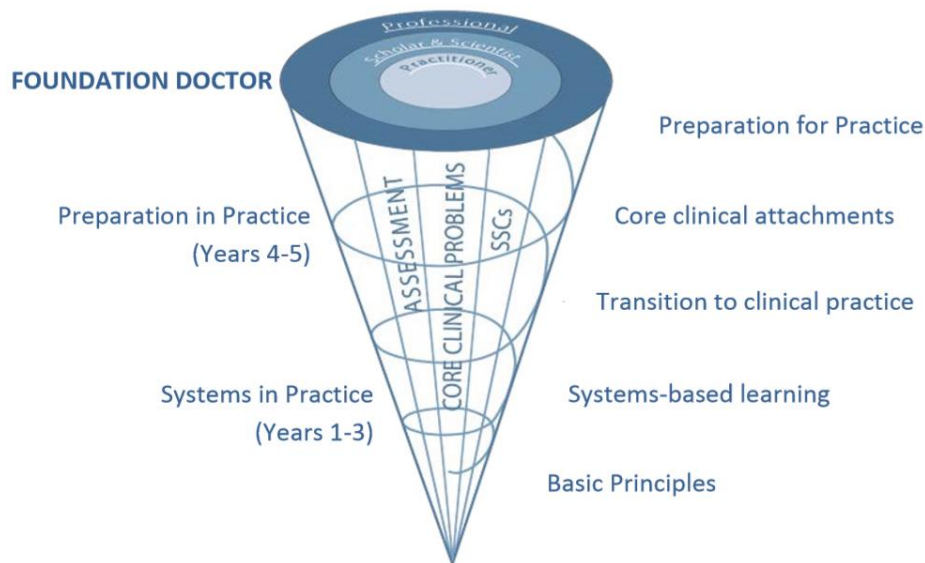 Professional
Scholar & Scientist
Practitioner
FOUNDATION DOCTOR
Preparation for Practice
Preparation in Practice
(Years 4-5)
Core clinical attachments
ASSESSMENT
CORE CLINICAL PROBLEMS
SSCs
Transition to clinical practice
Systems in Practice
(Years 1-3)
Systems-based learning
Basic Principles